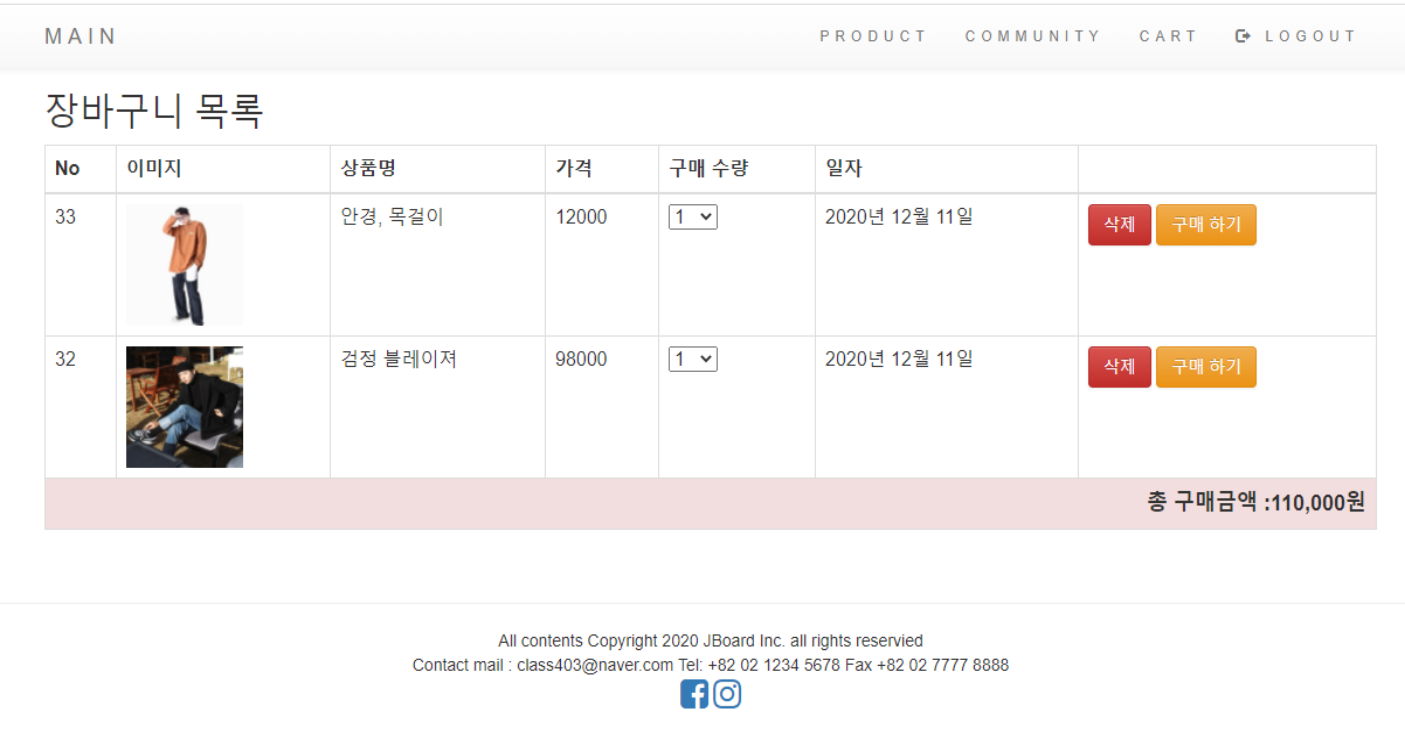 MAIN PRODUCT COMMUNITY CART LOGOUT
장바구니 목록
No 이미지 상품명 가격 구매 수량 일자
33 안경, 목걸이 12000 1 2020년 12월 11일 삭제 구매 하기
32 검정 블레이져 98000 1 2020년 12월 11일 삭제 구매 하기
총 구매금액 :110,000원
All contents Copyright 2020 JBoard Inc. all rights reservied
Contact mail : class403@naver.com Tel: +82 02 1234 5678 Fax +82 02 7777 8888